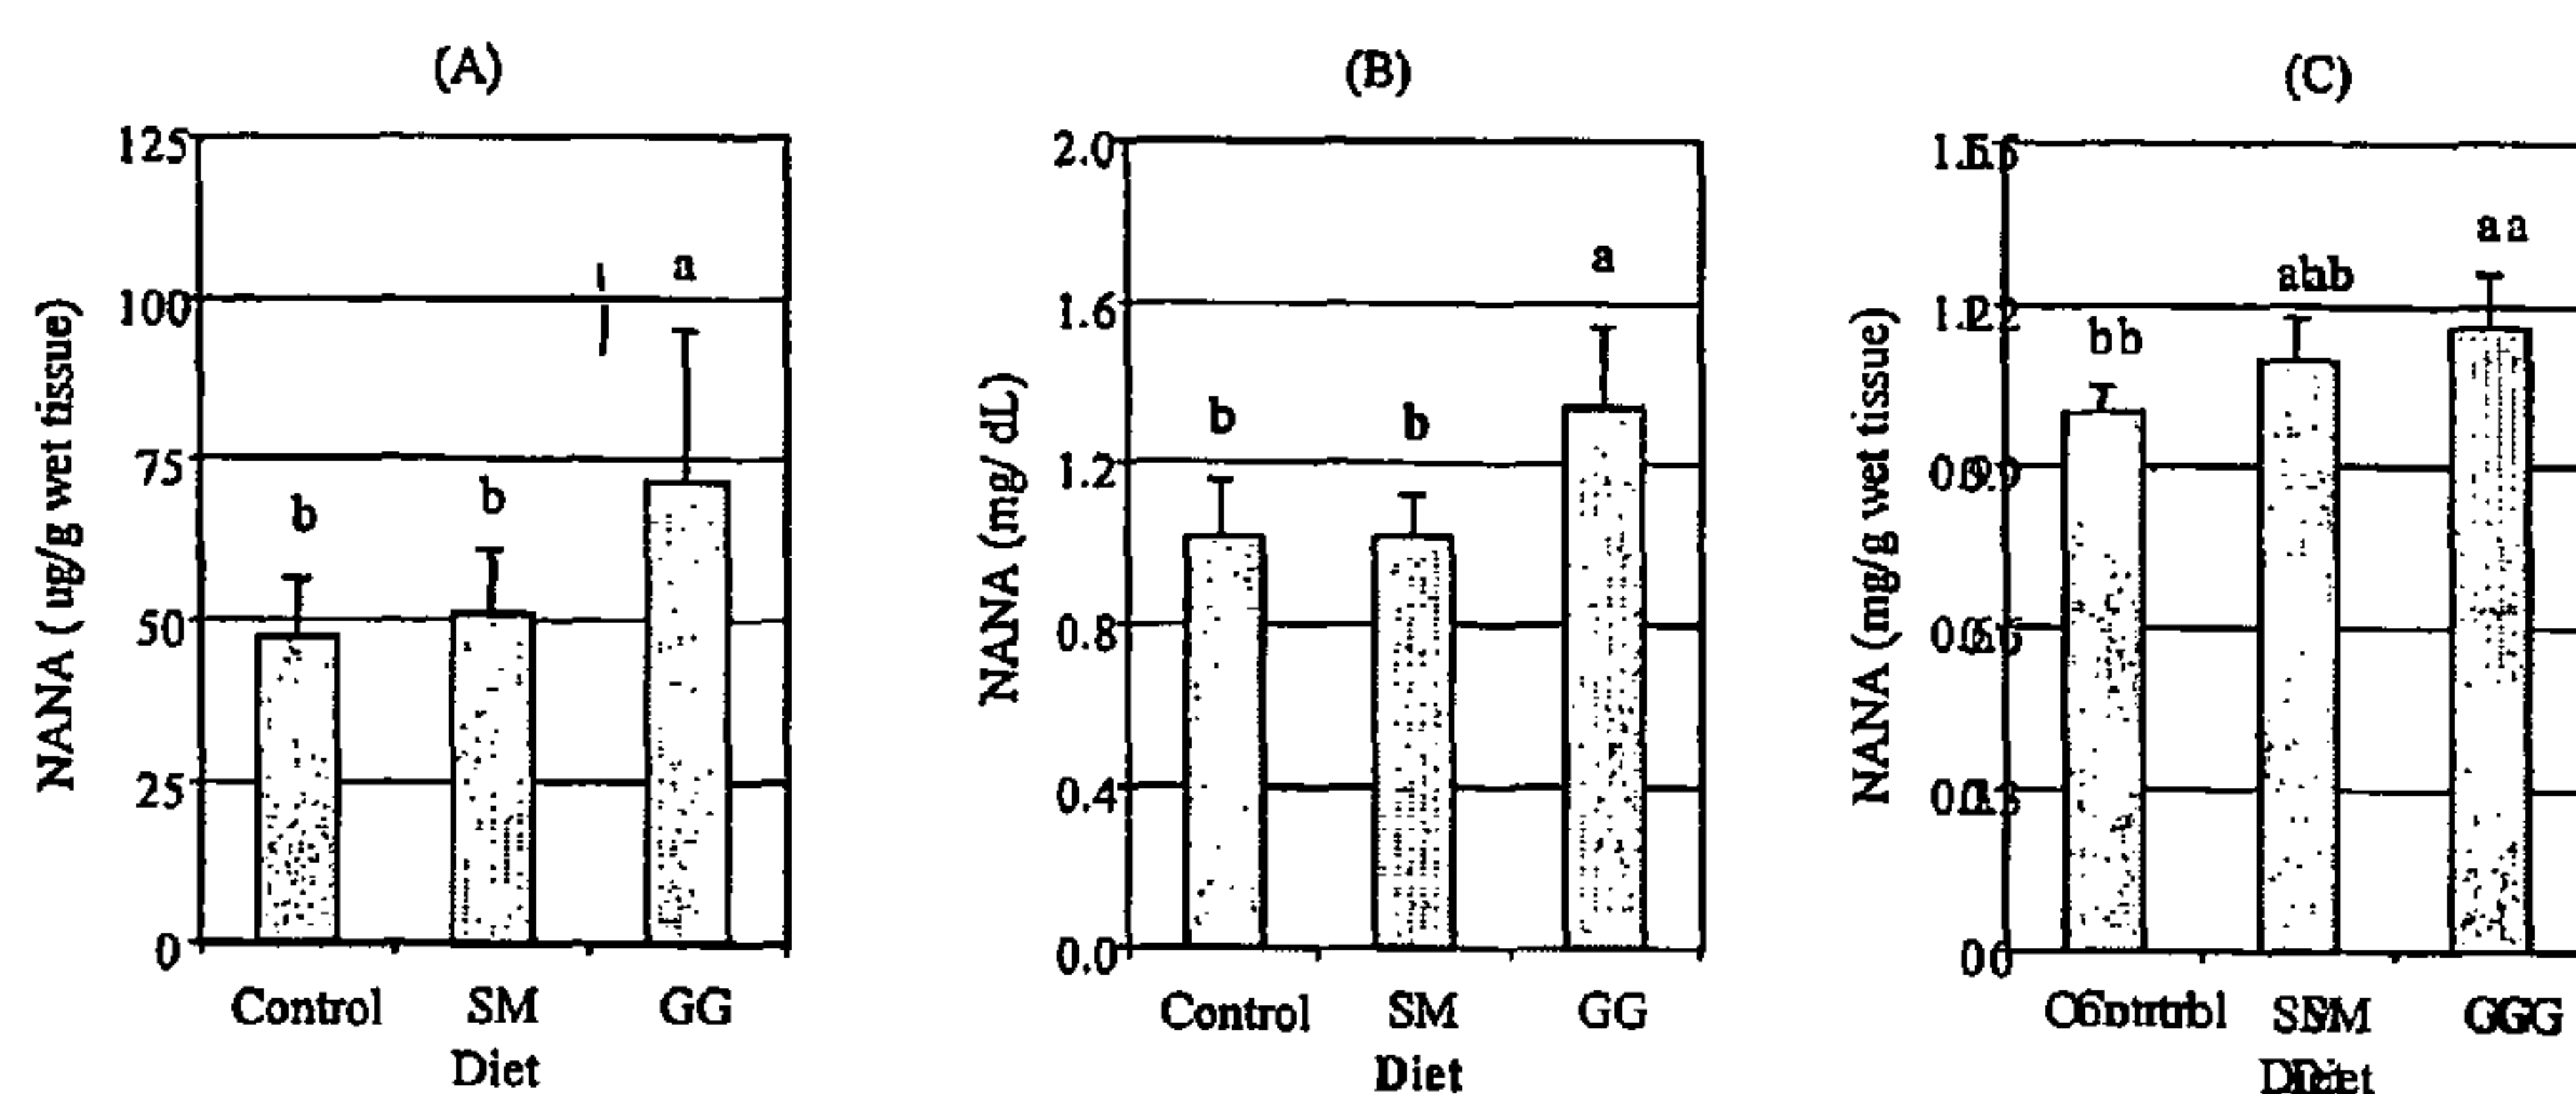 (A)
125
100
75
50
25
0
NANA ( ug/g wet tissue)
b
b
a
Control
SM
GG
Diet
(B)
2.0
1.6
1.2
0.8
0.4
0.0
NANA (mg/ dL)
b
b
a
Control
SM
GG
Diet
(C)
NANA (mg/g wet tissue)